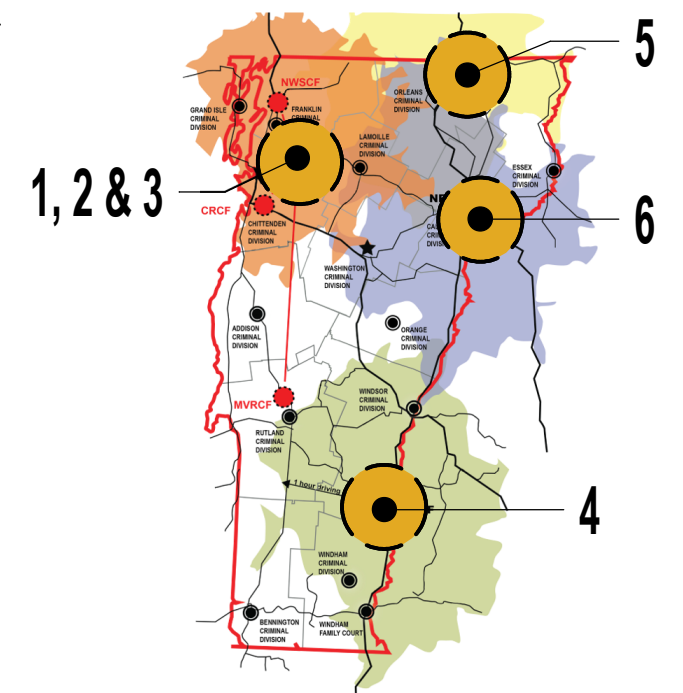 5
NWSCF
GRAND ISLE
CRIMINAL
DIVISION
FRANKLIN
CRIMINAL
ORLEANS
CRIMINAL
DIVISION
LAMOILLE
CRIMINAL
DIVISION
ESSEX
CRIMINAL
DIVISION
1, 2 & 3
CRCF
CHITTENDEN
CRIMINAL
DIVISION
6
WASHINGTON
CRIMINAL
DIVISION
ADDISON
CRIMINAL
DIVISION
ORANGE
CRIMINAL
DIVISION
MVRCF
WINDSOR
CRIMINAL
DIVISION
RUTLAND
CRIMINAL
DIVISION
1 hour driving
4
WINDHAM
CRIMINAL
DIVISION
BENNINGTON
CRIMINAL
DIVISION
WINDHAM
FAMILY COURT